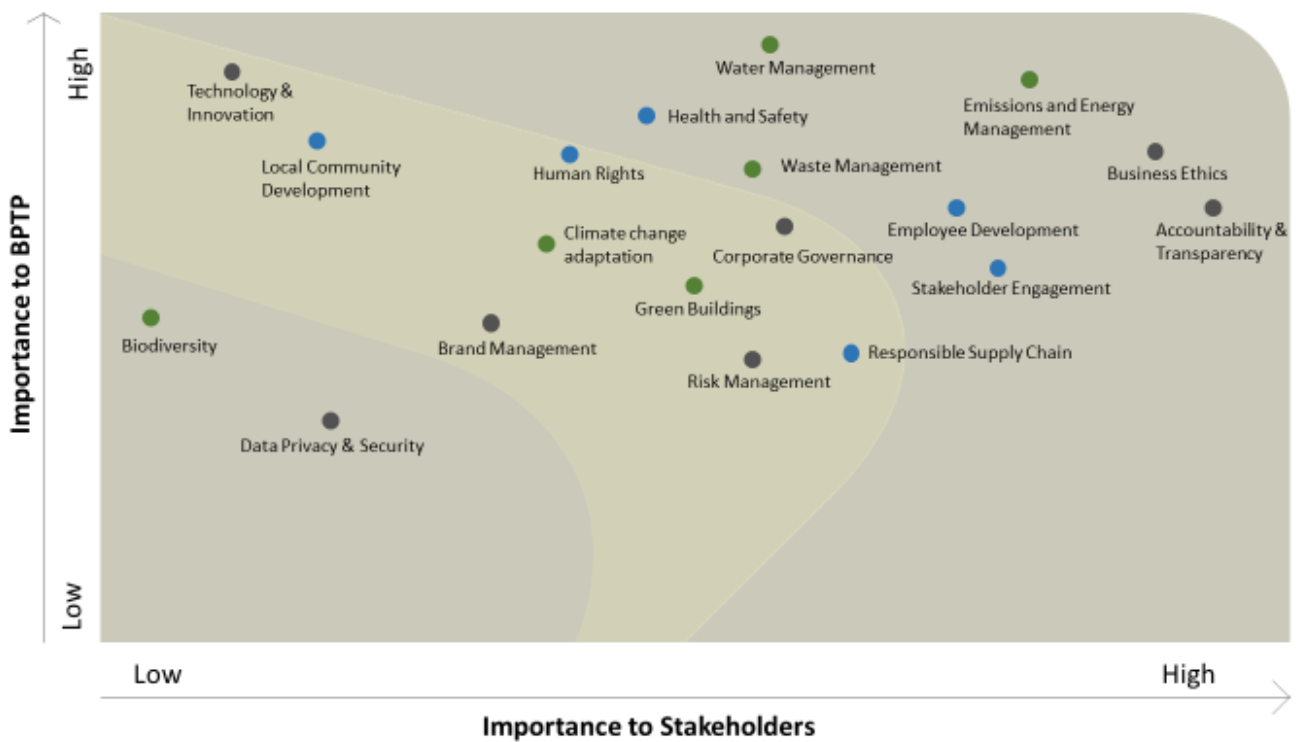 High
Water Management
Technology &
Innovation
Emissions and Energy
Management
Health and Safety
Local Community
Development
Human Rights
Waste Management
Business Ethics
Employee Development
Accountability &
Transparency
Climate change
adaptation
Corporate Governance
Stakeholder Engagement
Green Buildings
Biodiversity
Brand Management
Responsible Supply Chain
Risk Management
Data Privacy & Security
Importance to BPTP
Low
Low
High
Importance to Stakeholders